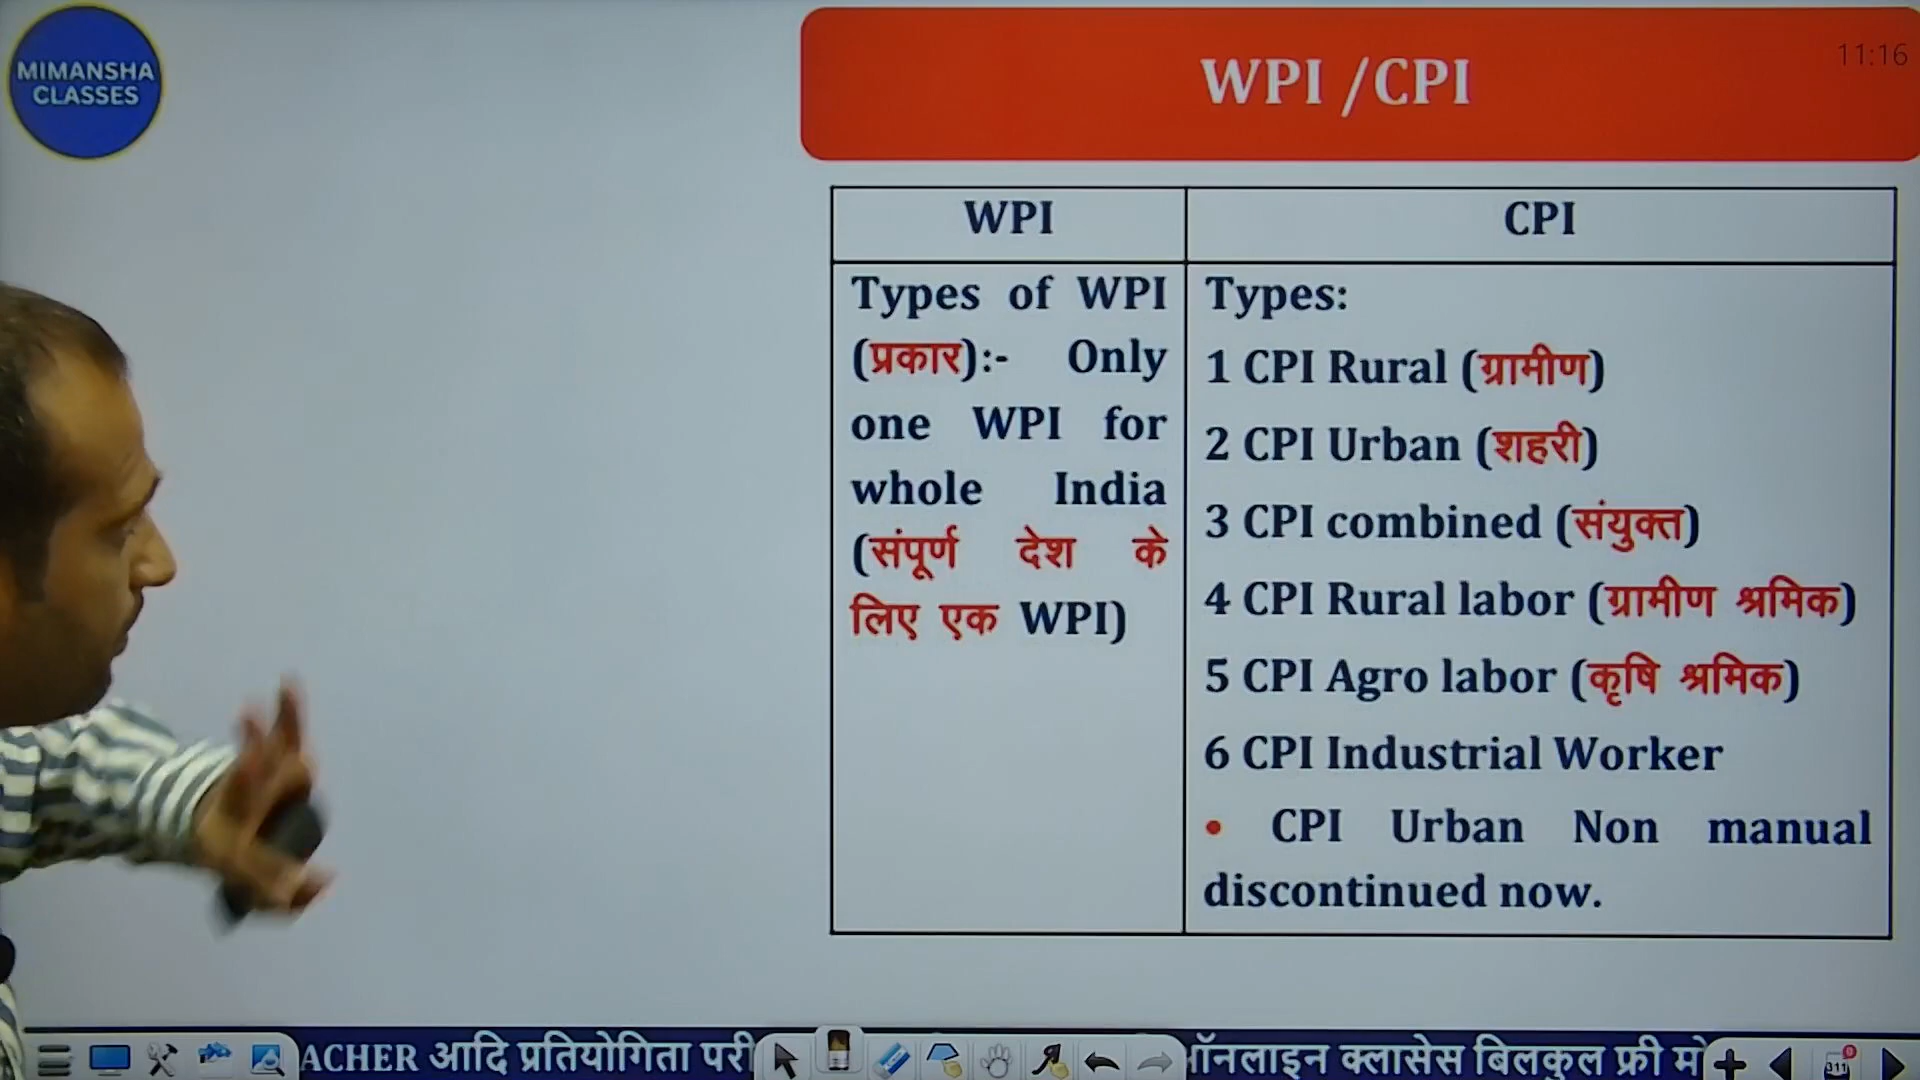 MIMANSHA
CLASSES
WPI /CPI
11:16
WPI
CPI
Types of WPI
(प्रकार):- Only
one WPI for
whole India
(संपूर्ण देश के
लिए एक WPI)
Types:
1 CPI Rural (ग्रामीण)
2 CPI Urban (शहरी)
3 CPI combined (संयुक्त)
4 CPI Rural labor (ग्रामीण श्रमिक)
5 CPI Agro labor (कृषि श्रमिक)
6 CPI Industrial Worker
• CPI Urban Non manual
discontinued now.
ACHER आदि प्रतियोगिता परी
ऑनलाइन क्लासेस बिलकुल फ्री में
311